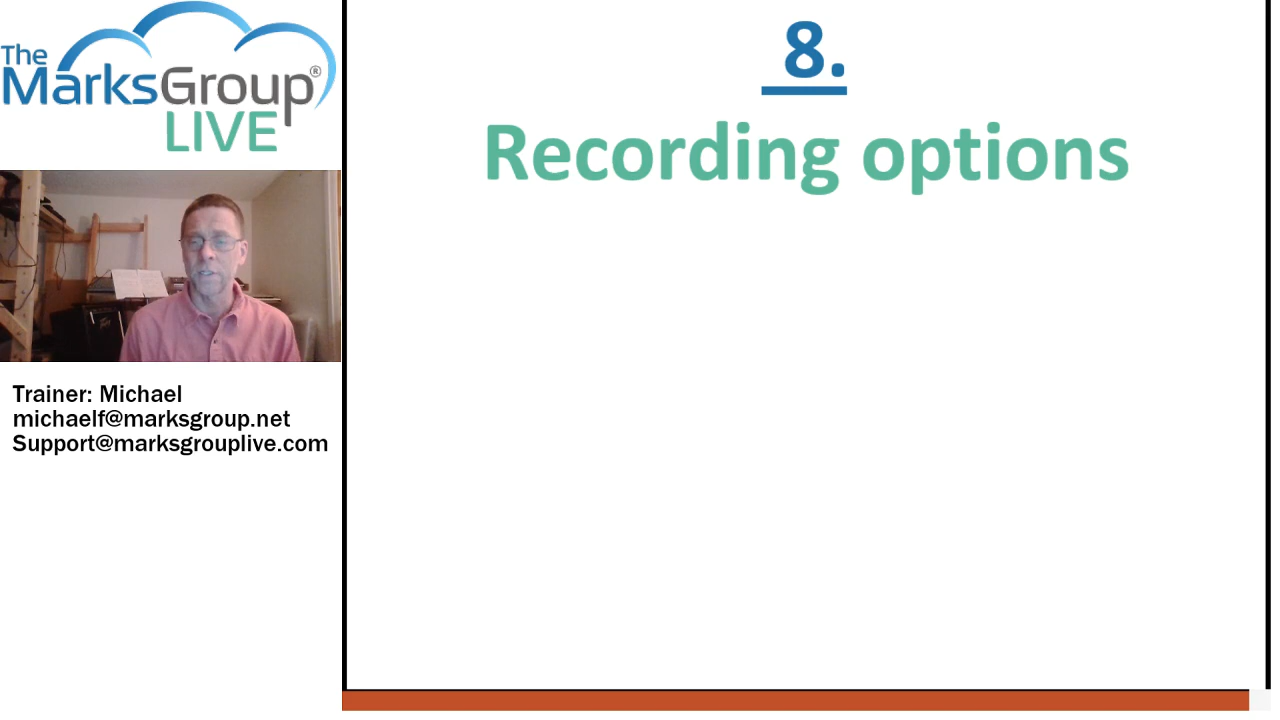 The
MarksGroup®
LIVE
Trainer: Michael
michaelf@marksgroup.net
Support@marksgrouplive.com
8.
Recording options